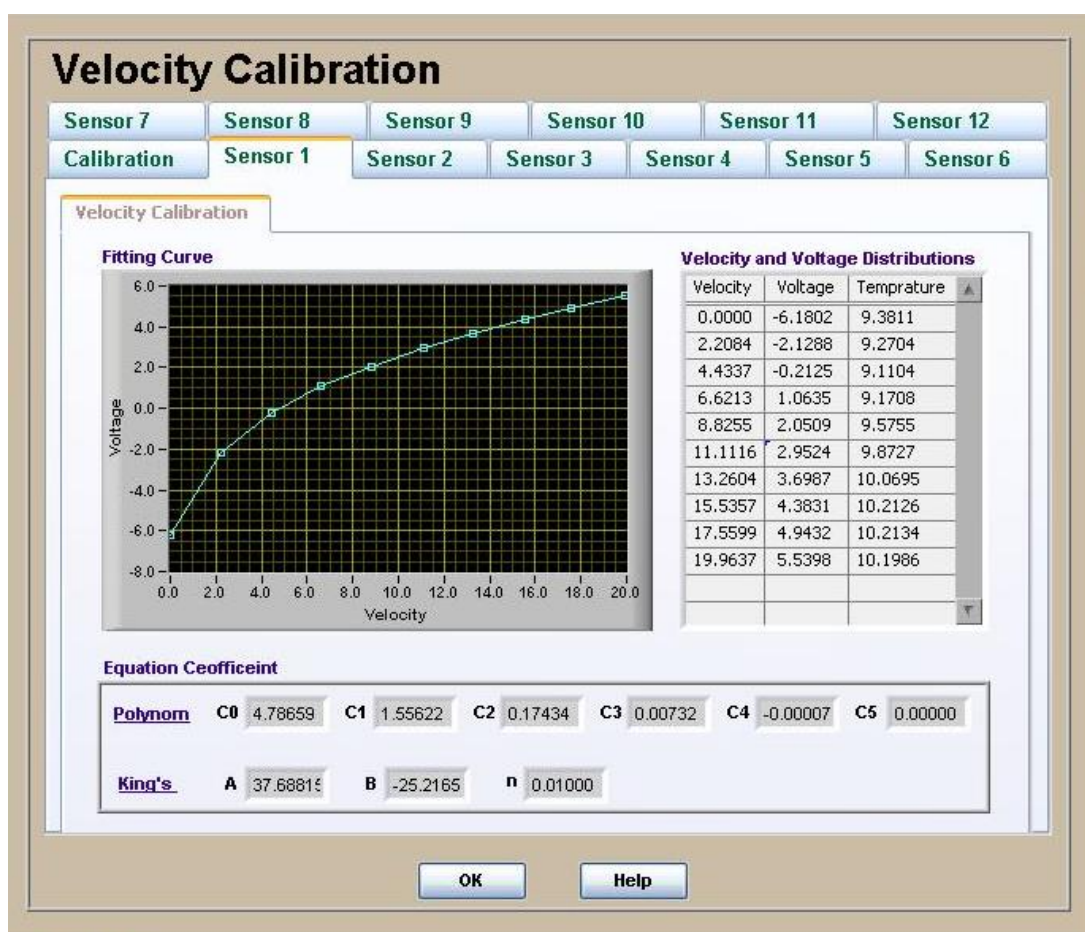 Velocity Calibration
Sensor 7 Sensor 8 Sensor 9 Sensor 10 Sensor 11 Sensor 12
Calibration Sensor 1 Sensor 2 Sensor 3 Sensor 4 Sensor 5 Sensor 6
Velocity Calibration
Fitting Curve
6.0
4.0
2.0
0.0
-2.0
-4.0
-6.0
-8.0
Voltage
0.0 2.0 4.0 6.0 8.0 10.0 12.0 14.0 16.0 18.0 20.0
Velocity
Velocity and Voltage Distributions
Velocity Voltage Temprature
0.0000 -6.1802 9.3811
2.2084 -2.1288 9.2704
4.4337 -0.2125 9.1104
6.6213 1.0635 9.1708
8.8255 2.0509 9.5755
11.1116 2.9524 9.8727
13.2604 3.6987 10.0695
15.5357 4.3831 10.2126
17.5599 4.9432 10.2134
19.9637 5.5398 10.1986
Equation Ceofficeint
Polynom C0 4.78659 C1 1.55622 C2 0.17434 C3 0.00732 C4 -0.00007 C5 0.00000
King's A 37.68815 B -25.2165 n 0.01000
OK Help